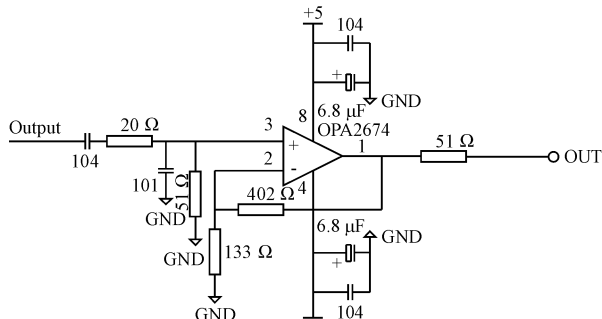 +5
104
+
GND
8
6.8 μF
OPA2674
Output
20 Ω
3
+
1
51 Ω
OUT
104
2
-
101
51 Ω
402 Ω
4
GND
6.8 μF
GND
GND
133 Ω
+
GND
104